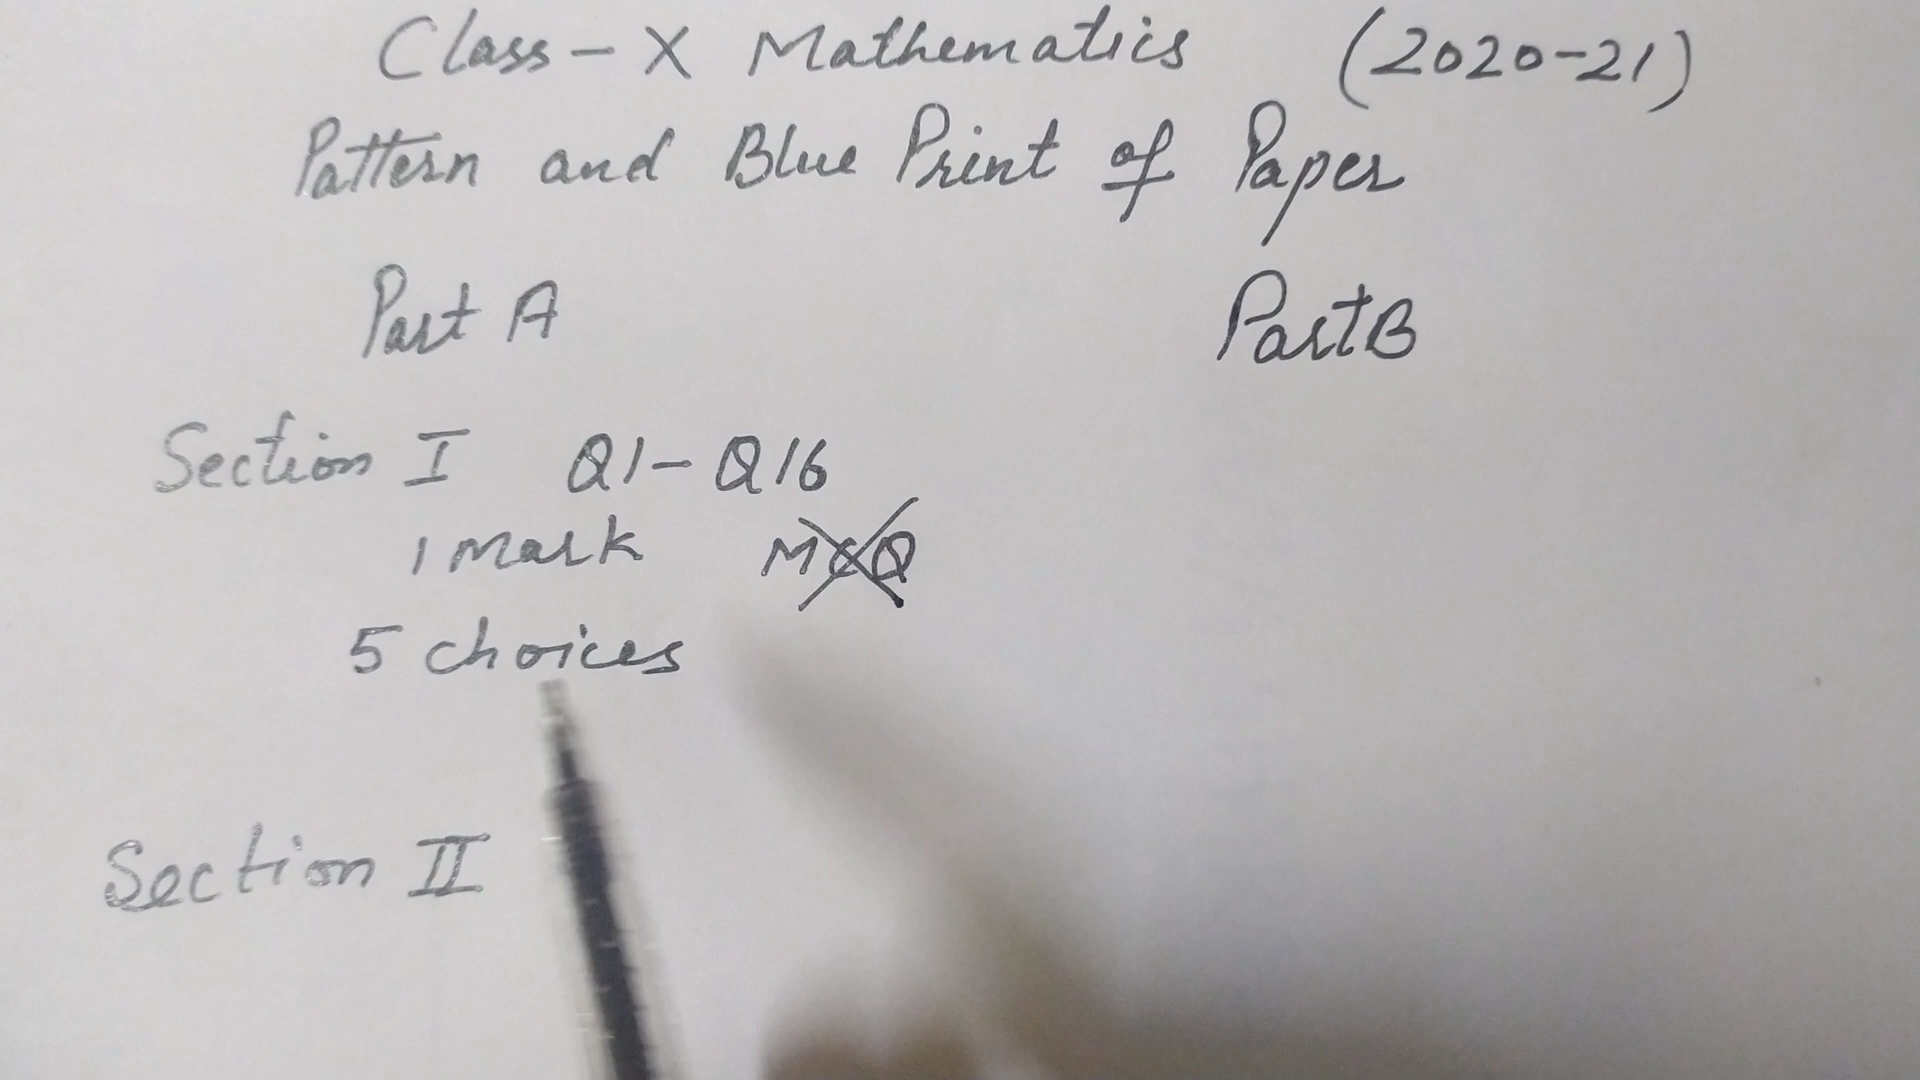 Class - X Mathematics (2020-21)
Pattern and Blue Print of Paper
Part A Part B
Section I Q1- Q16
1 Mark MCQ
5 choices
Section II